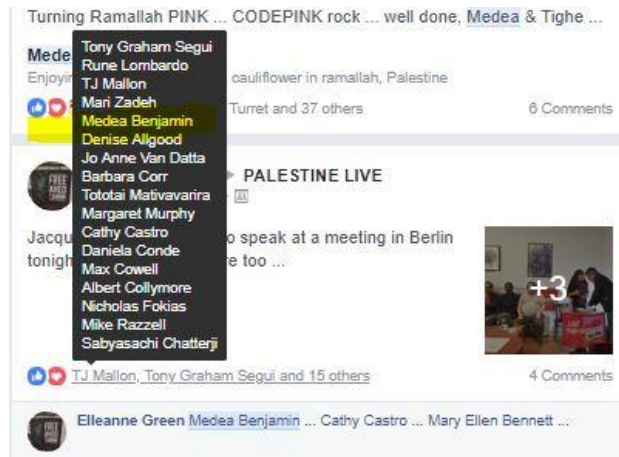 Turning Ramallah PINK ... CODEPINK rock ... well done, Medea & Tighe ...
Mede
Enjoyin cauliflower in ramallah, Palestine
Turret and 37 others 6 Comments
Tony Graham Segui
Rune Lombardo
TJ Mallon
Mari Zadeh
Medea Benjamin
Denise Allgood
Jo Anne Van Datta
Barbara Corr
Tototai Mativavarira
Margaret Murphy
Cathy Castro
Daniela Conde
Max Cowell
Albert Collymore
Nicholas Fokias
Mike Razzell
Sabyasachi Chatterji
PALESTINE LIVE
Jacqu o speak at a meeting in Berlin
tonigh e too ...
+3
TJ Mallon, Tony Graham Segui and 15 others 4 Comments
Elleanne Green Medea Benjamin ... Cathy Castro ... Mary Ellen Bennett ...